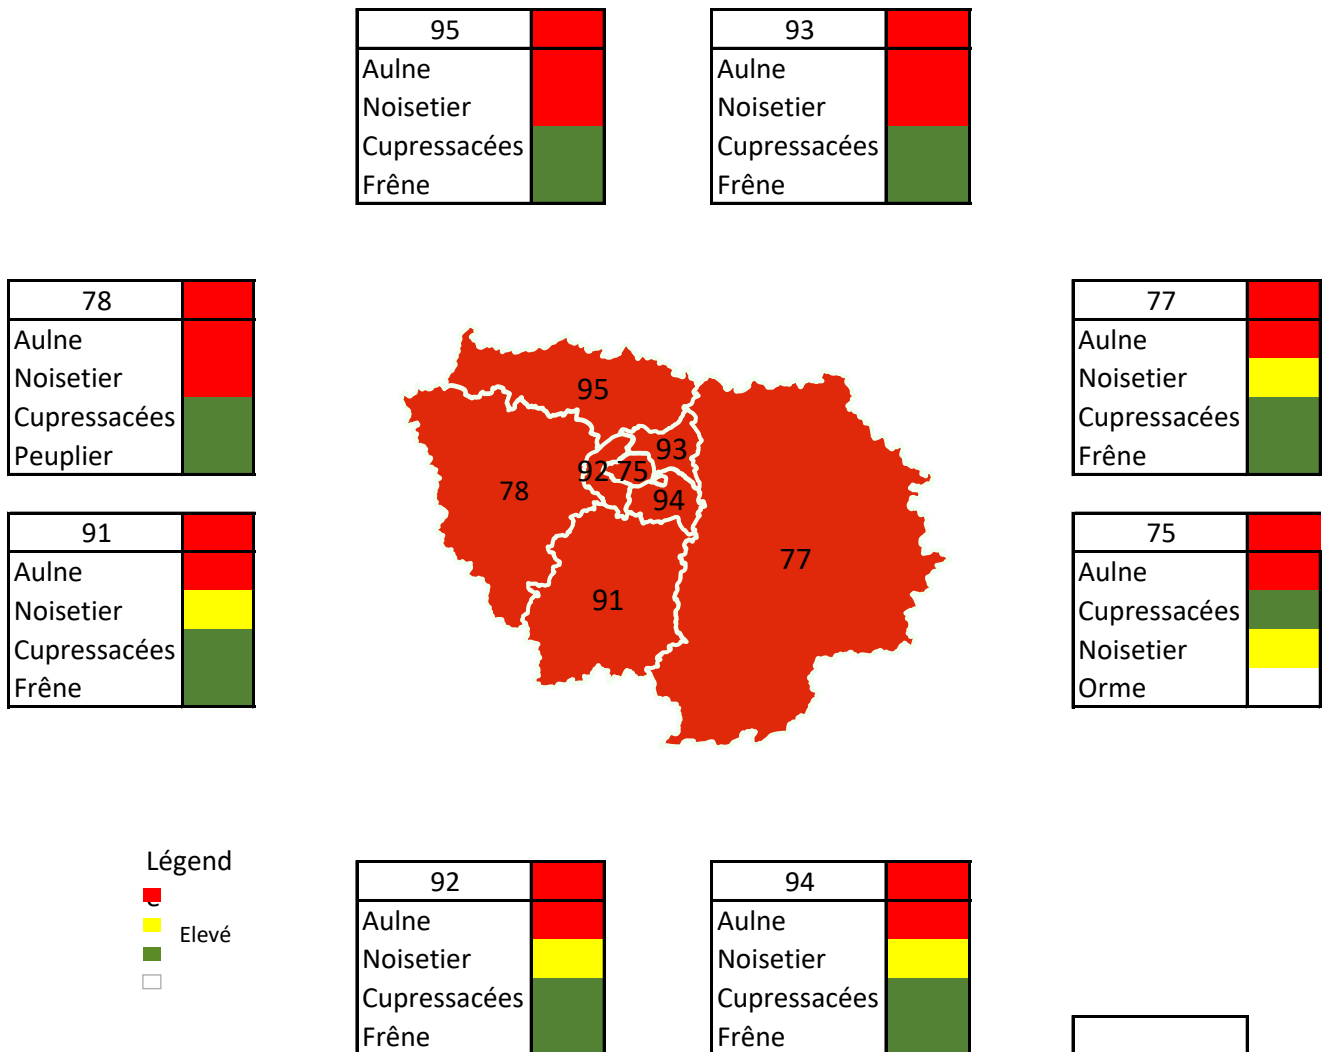 95
Aulne
Noisetier
Cupressacées
Frêne
93
Aulne
Noisetier
Cupressacées
Frêne
78
Aulne
Noisetier
Cupressacées
Peuplier
77
Aulne
Noisetier
Cupressacées
Frêne
95
93
92 75
78
94
77
91
91
Aulne
Noisetier
Cupressacées
Frêne
75
Aulne
Cupressacées
Noisetier
Orme
Légend
Elevé
92
Aulne
Noisetier
Cupressacées
Frêne
94
Aulne
Noisetier
Cupressacées
Frêne